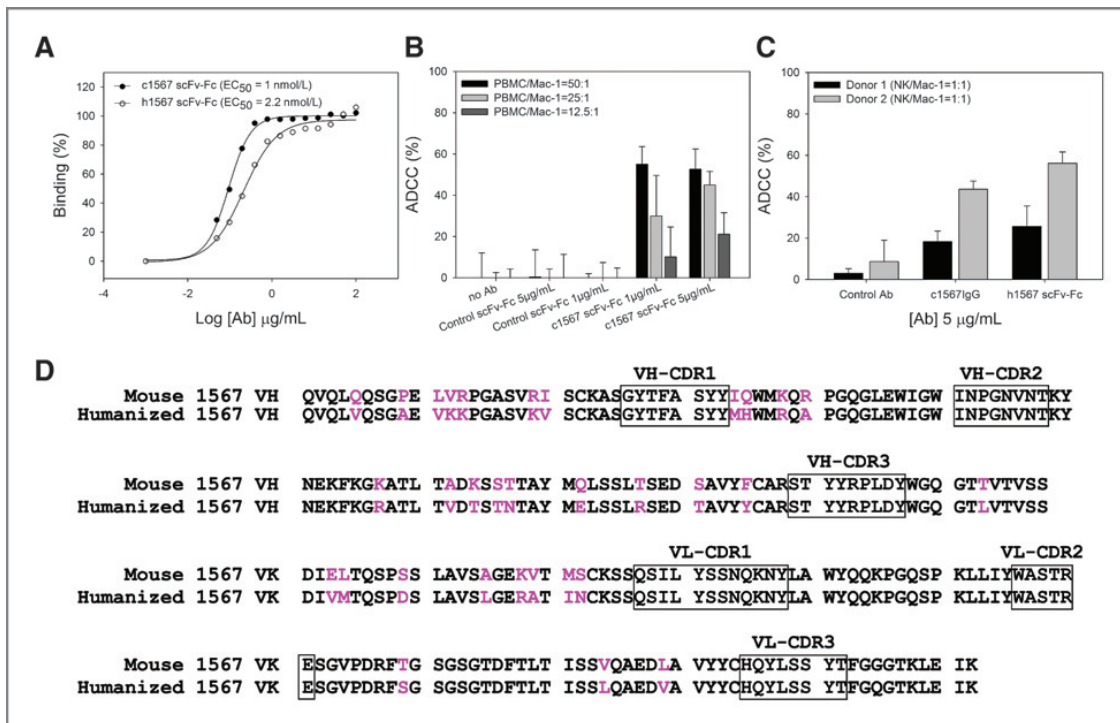 A
c1567 scFv-Fc (EC50 = 1 nmol/L)
h1567 scFv-Fc (EC50 = 2.2 nmol/L)
Binding (%)
120
100
80
60
40
20
0
-4 -2 0 2 4
Log [Ab] µg/mL
B
PBMC/Mac-1=50:1
PBMC/Mac-1=25:1
PBMC/Mac-1=12.5:1
ADCC (%)
100
80
60
40
20
0
no Ab
Control scFv-Fc 5µg/mL
Control scFv-Fc 1µg/mL
c1567 scFv-Fc 1µg/mL
c1567 scFv-Fc 5µg/mL
C
Donor 1 (NK/Mac-1=1:1)
Donor 2 (NK/Mac-1=1:1)
ADCC (%)
100
80
60
40
20
0
Control Ab c1567IgG h1567 scFv-Fc
[Ab] 5 µg/mL
D
VH-CDR1 VH-CDR2
Mouse 1567 VH QVQLQQSGPE LVRPGASVRI SCKASGYTFA SYYIQWMKQR PGQGLEWIGW INPGNVNTKY
Humanized 1567 VH QVQLVQSGAE VKKPGASVKV SCKASGYTFA SYYMHWMRQA PGQGLEWIGW INPGNVNTKY
VH-CDR3
Mouse 1567 VH NEKFKGKATL TADKSSTTAY MQLSSLTSED SAVYFCARST YYRPLDYWGQ GTTVTVSS
Humanized 1567 VH NEKFKGRATL TVDTSTNTAY MELSSLRSED TAVYYCARST YYRPLDYWGQ GTLVTVSS
VL-CDR1 VL-CDR2
Mouse 1567 VK DIELTQSPSS LAVSAGEKVT MSCKSSQSIL YSSNQKNYLA WYQQKPGQSP KLLIYWASTR
Humanized 1567 VK DIVMTQSPDS LAVSLGERAT INCKSSQSIL YSSNQKNYLA WYQQKPGQSP KLLIYWASTR
VL-CDR3
Mouse 1567 VK ESGVPDRFTG SGSGTDFTLT ISSVQAEDLA VYYCHQYLSS YTFGGGTKLE IK
Humanized 1567 VK ESGVPDRFSG SGSGTDFTLT ISSLQAEDVA VYYCHQYLSS YTFGQGTKLE IK